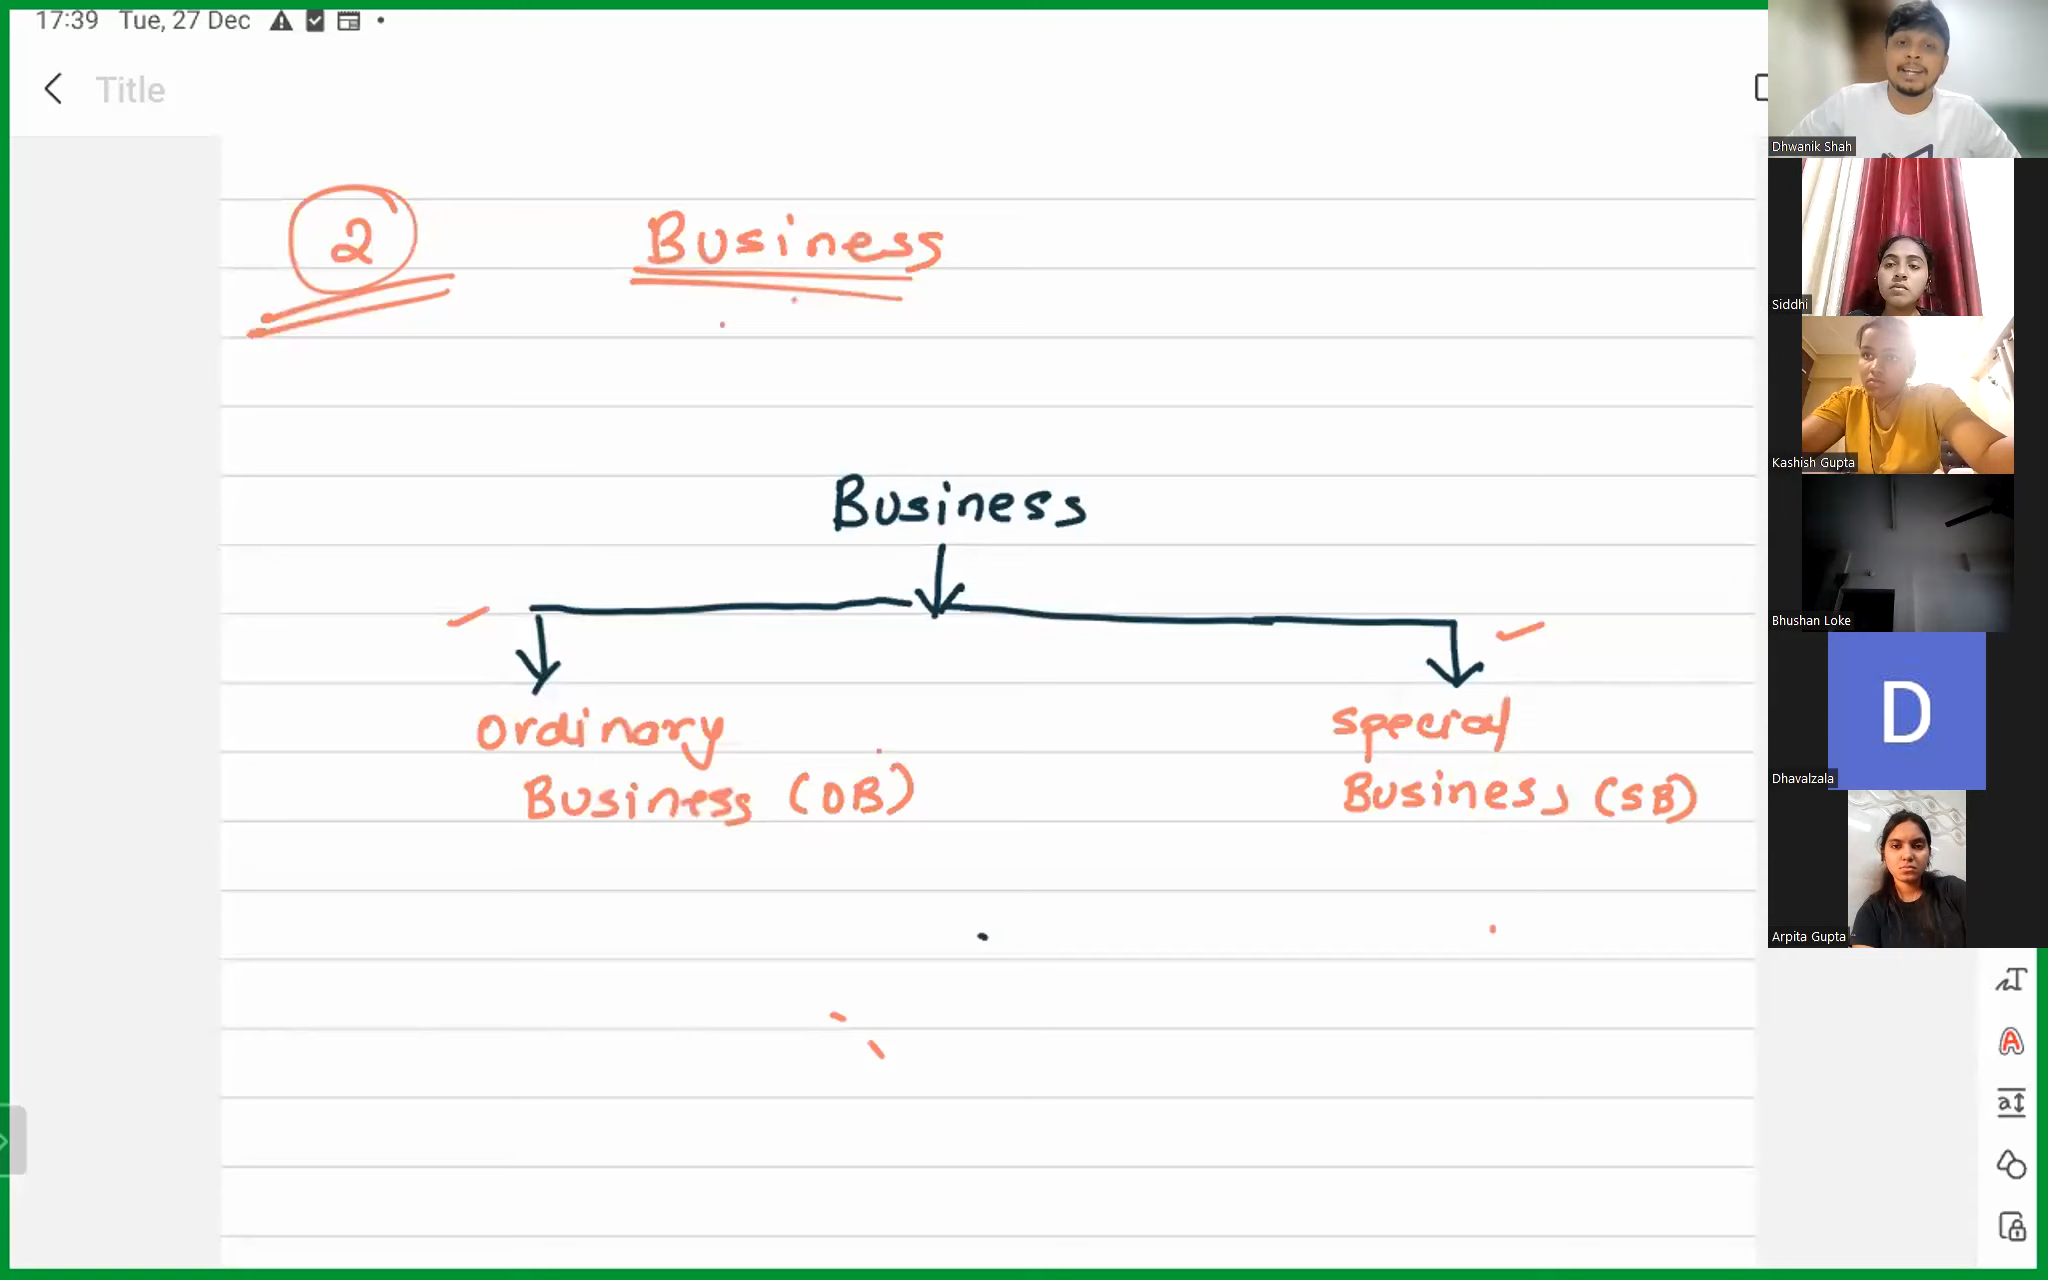 17:39 Tue, 27 Dec
Title
2
Business
Business
Ordinary
Business (OB)
Special
Business (SB)
Dhwanik Shah
Siddhi
Kashish Gupta
Bhushan Loke
D
Dhavalzala
Arpita Gupta
T
A
a